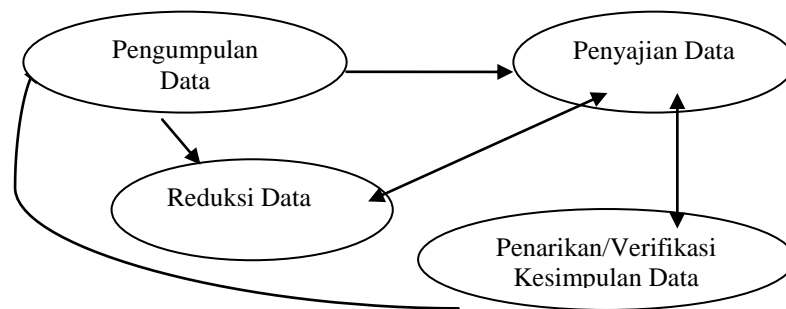 Pengumpulan
Data
Penyajian Data
Reduksi Data
Penarikan/Verifikasi
Kesimpulan Data